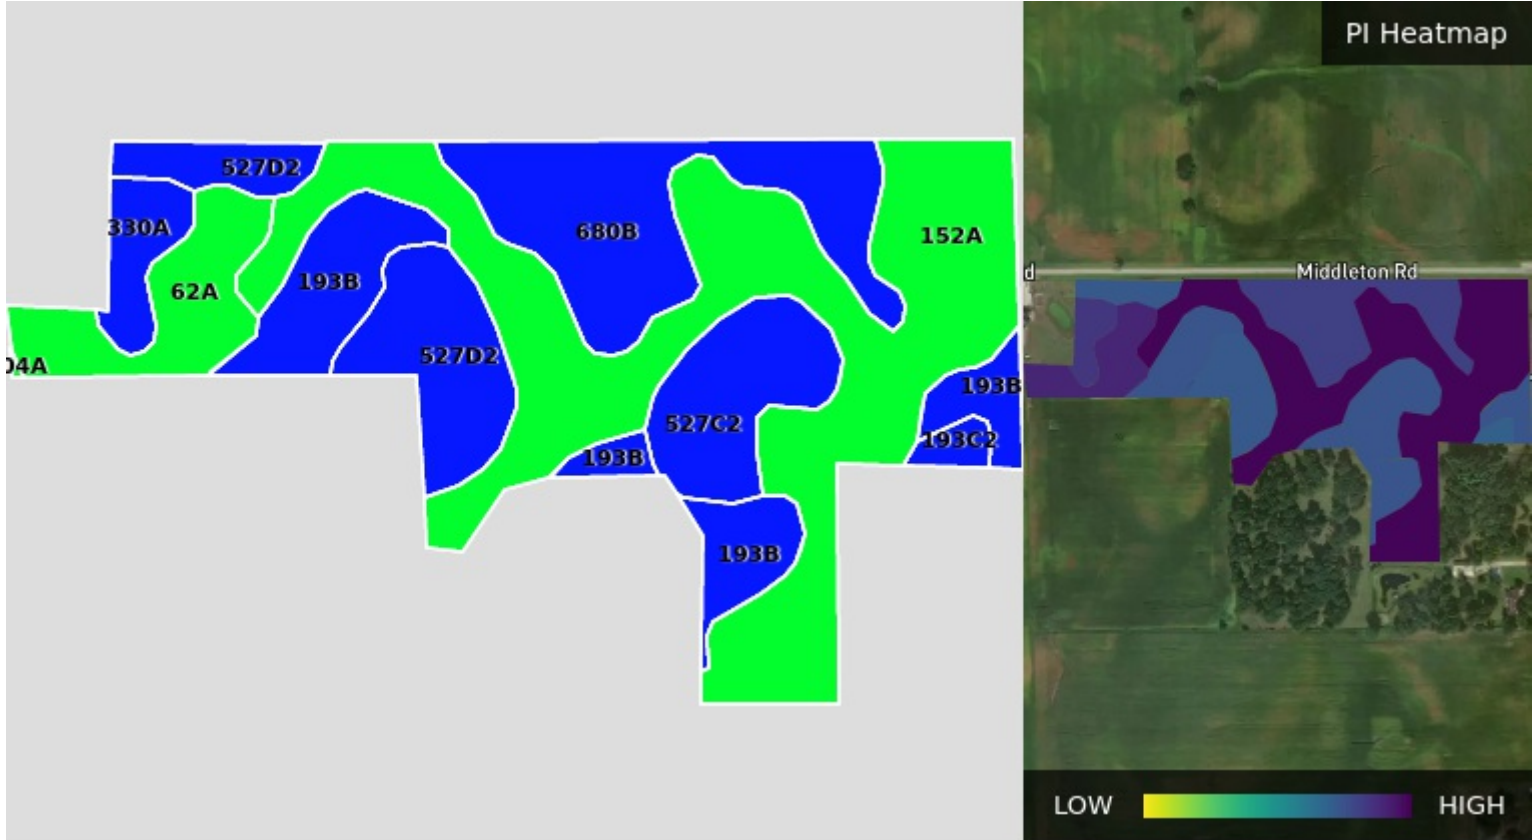 527D2
330A
680B
152A
193B
62A
527D2
04A
193B
527C2
193C2
193B
193B
PI Heatmap
d
Middleton Rd
LOW
HIGH